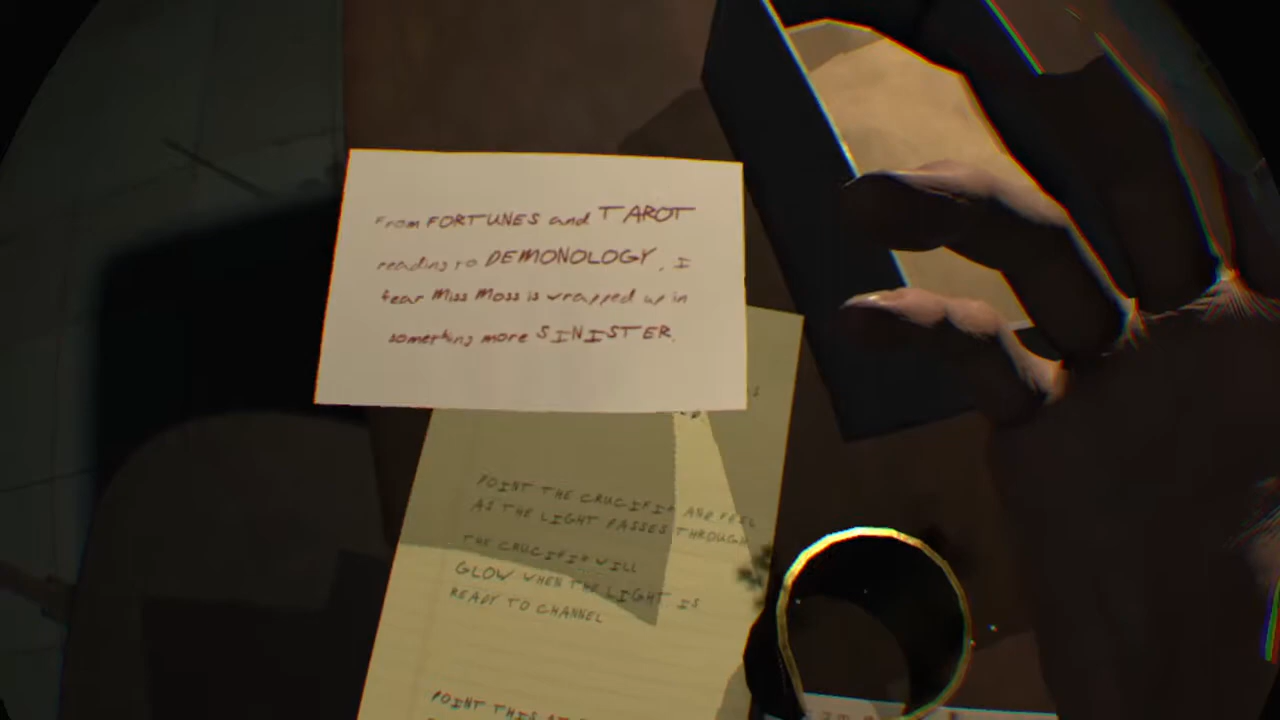 From FORTUNES and TAROT
reading to DEMONOLOGY, I
fear Miss Moss is wrapped up in
something more SINISTER.
POINT THE CRUCIFIX AND FEEL
AS THE LIGHT PASSES THROUGH
THE CRUCIFIX WILL
GLOW WHEN THE LIGHT IS
READY TO CHANNEL
POINT THIS AT